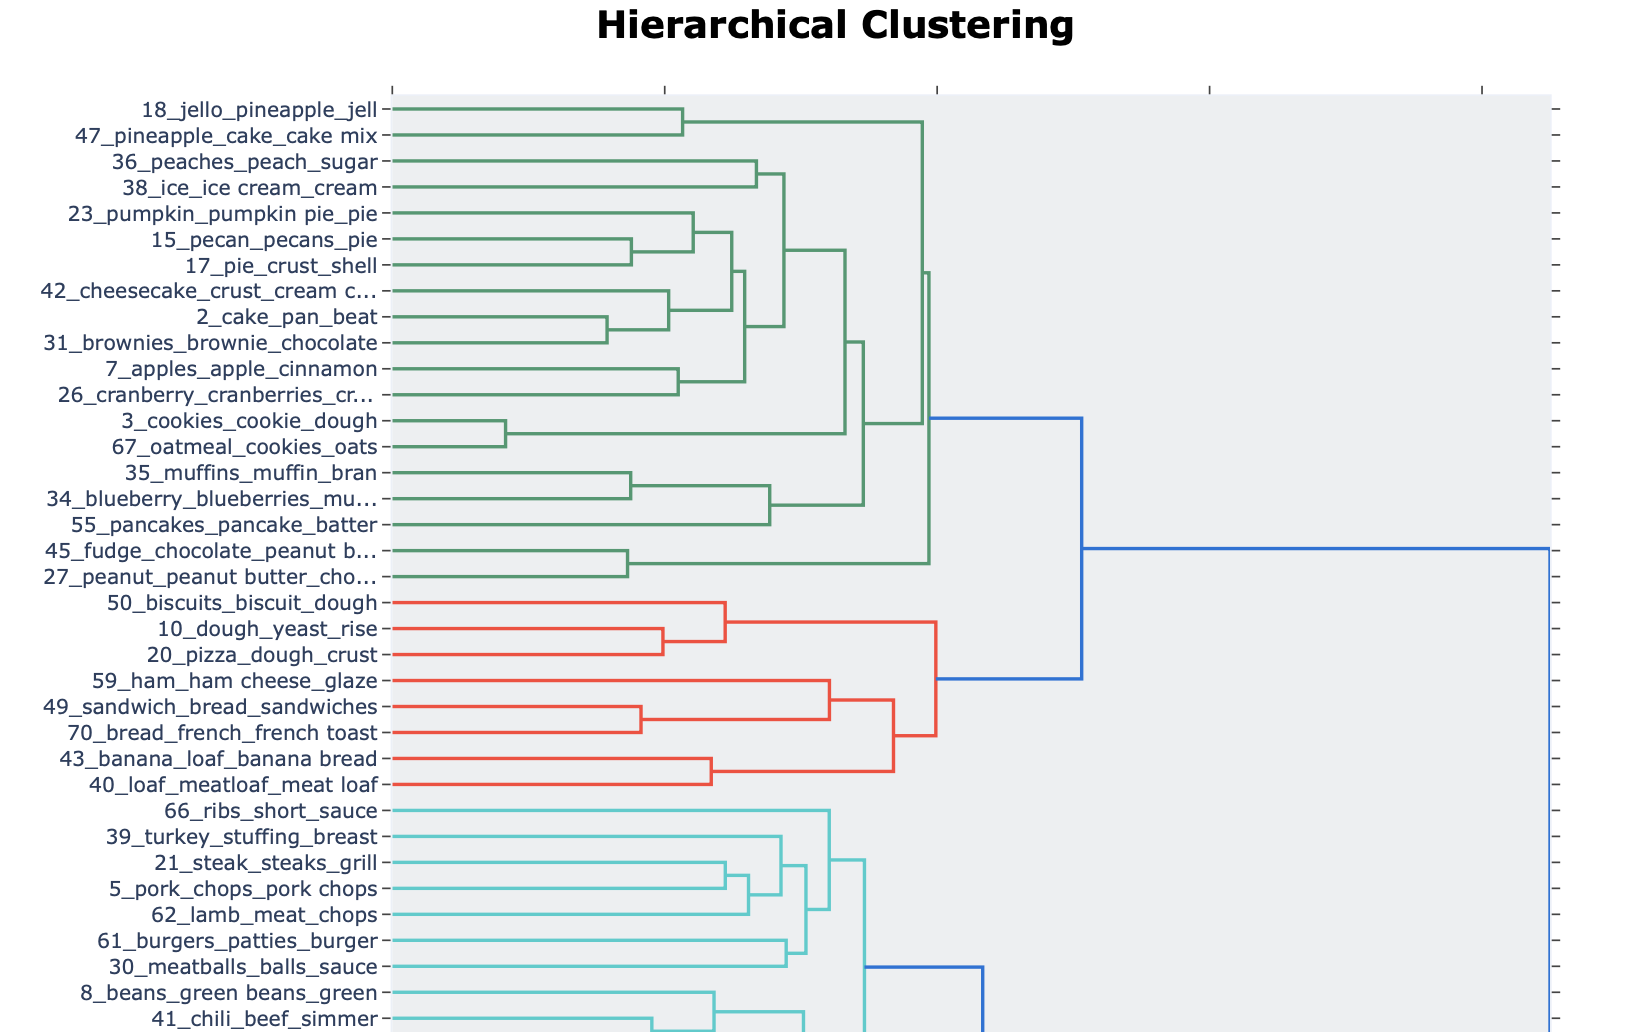 Hierarchical Clustering
18_jello_pineapple_jell
47_pineapple_cake_cake mix
36_peaches_peach_sugar
38_ice_ice cream_cream
23_pumpkin_pumpkin pie_pie
15_pecan_pecans_pie
17_pie_crust_shell
42_cheesecake_crust_cream c...
2_cake_pan_beat
31_brownies_brownie_chocolate
7_apples_apple_cinnamon
26_cranberry_cranberries_cr...
3_cookies_cookie_dough
67_oatmeal_cookies_oats
35_muffins_muffin_bran
34_blueberry_blueberries_mu...
55_pancakes_pancake_batter
45_fudge_chocolate_peanut b...
27_peanut_peanut butter_cho...
50_biscuits_biscuit_dough
10_dough_yeast_rise
20_pizza_dough_crust
59_ham_ham cheese_glaze
49_sandwich_bread_sandwiches
70_bread_french_french toast
43_banana_loaf_banana bread
40_loaf_meatloaf_meat loaf
66_ribs_short_sauce
39_turkey_stuffing_breast
21_steak_steaks_grill
5_pork_chops_pork chops
62_lamb_meat_chops
61_burgers_patties_burger
30_meatballs_balls_sauce
8_beans_green beans_green
41_chili_beef_simmer